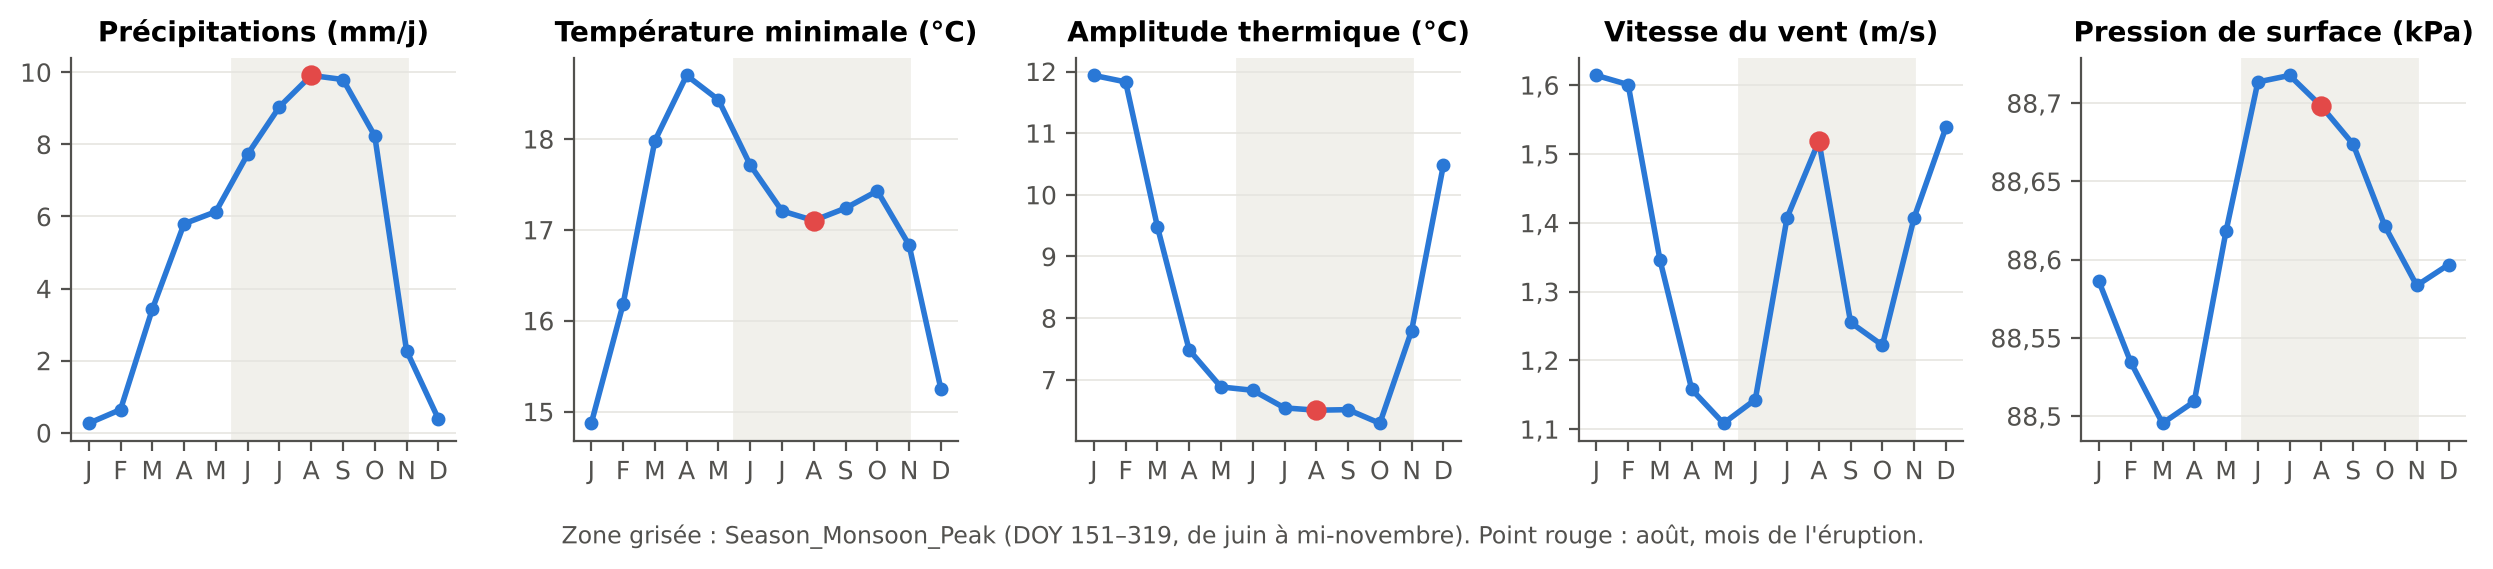 Précipitations (mm/j)
10
8
6
4
2
0
J F M A M J J A S O N D
Température minimale (°C)
18
17
16
15
J F M A M J J A S O N D
Amplitude thermique (°C)
12
11
10
9
8
7
J F M A M J J A S O N D
Vitesse du vent (m/s)
1,6
1,5
1,4
1,3
1,2
1,1
J F M A M J J A S O N D
Pression de surface (kPa)
88,7
88,65
88,6
88,55
88,5
J F M A M J J A S O N D
Zone grisée : Season_Monsoon_Peak (DOY 151–319, de juin à mi-novembre). Point rouge : août, mois de l'éruption.